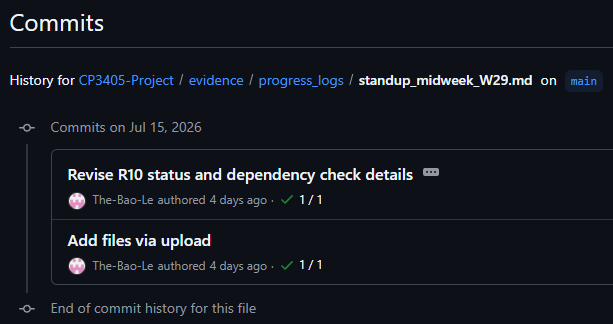 Commits
History for CP3405-Project / evidence / progress_logs / standup_midweek_W29.md on main
Commits on Jul 15, 2026
Revise R10 status and dependency check details
The-Bao-Le authored 4 days ago · 1 / 1
Add files via upload
The-Bao-Le authored 4 days ago · 1 / 1
End of commit history for this file